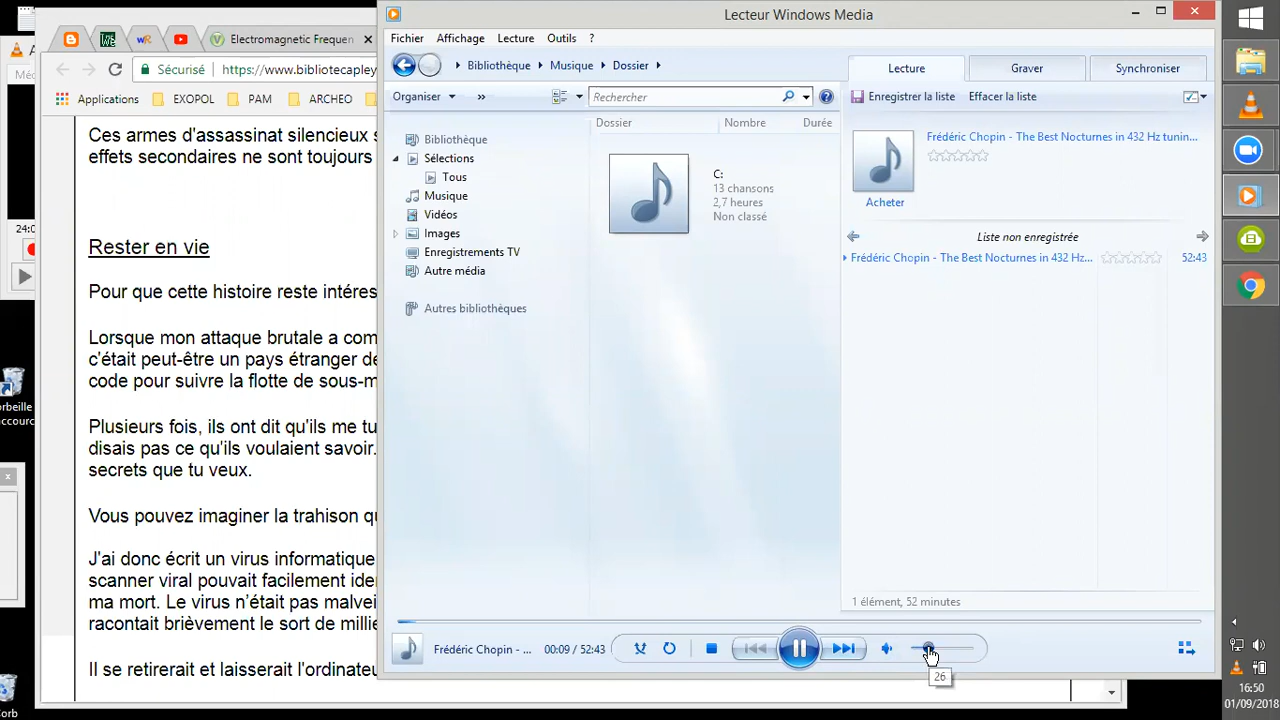 Lecteur Windows Media
Fichier Affichage Lecture Outils ?
Bibliothèque Musique Dossier
Lecture Graver Synchroniser
Organiser » Rechercher
Enregistrer la liste Effacer la liste
Dossier Nombre Durée
Bibliothèque
Sélections
Tous
Musique
Vidéos
Images
Enregistrements TV
Autre média
Autres bibliothèques
C:
13 chansons
2,7 heures
Non classé
Frédéric Chopin - The Best Nocturnes in 432 Hz tunin...
Acheter
Liste non enregistrée
Frédéric Chopin - The Best Nocturnes in 432 Hz... 52:43
1 élément, 52 minutes
Frédéric Chopin - ... 00:09 / 52:43
26
Electromagnetic Frequen
Sécurisé https://www.bibliotecapley
Applications EXOPOL PAM ARCHEO
Ces armes d'assassinat silencieux s
effets secondaires ne sont toujours
Rester en vie
Pour que cette histoire reste intéres
Lorsque mon attaque brutale a com
c'était peut-être un pays étranger de
code pour suivre la flotte de sous-m
Plusieurs fois, ils ont dit qu'ils me tu
disais pas ce qu'ils voulaient savoir.
secrets que tu veux.
Vous pouvez imaginer la trahison qu
J'ai donc écrit un virus informatique
scanner viral pouvait facilement iden
ma mort. Le virus n'était pas malvei
racontait brièvement le sort de millie
Il se retirerait et laisserait l'ordinateu
Mé
24:0
orbeille
accourc
Corb
16:50
01/09/2018